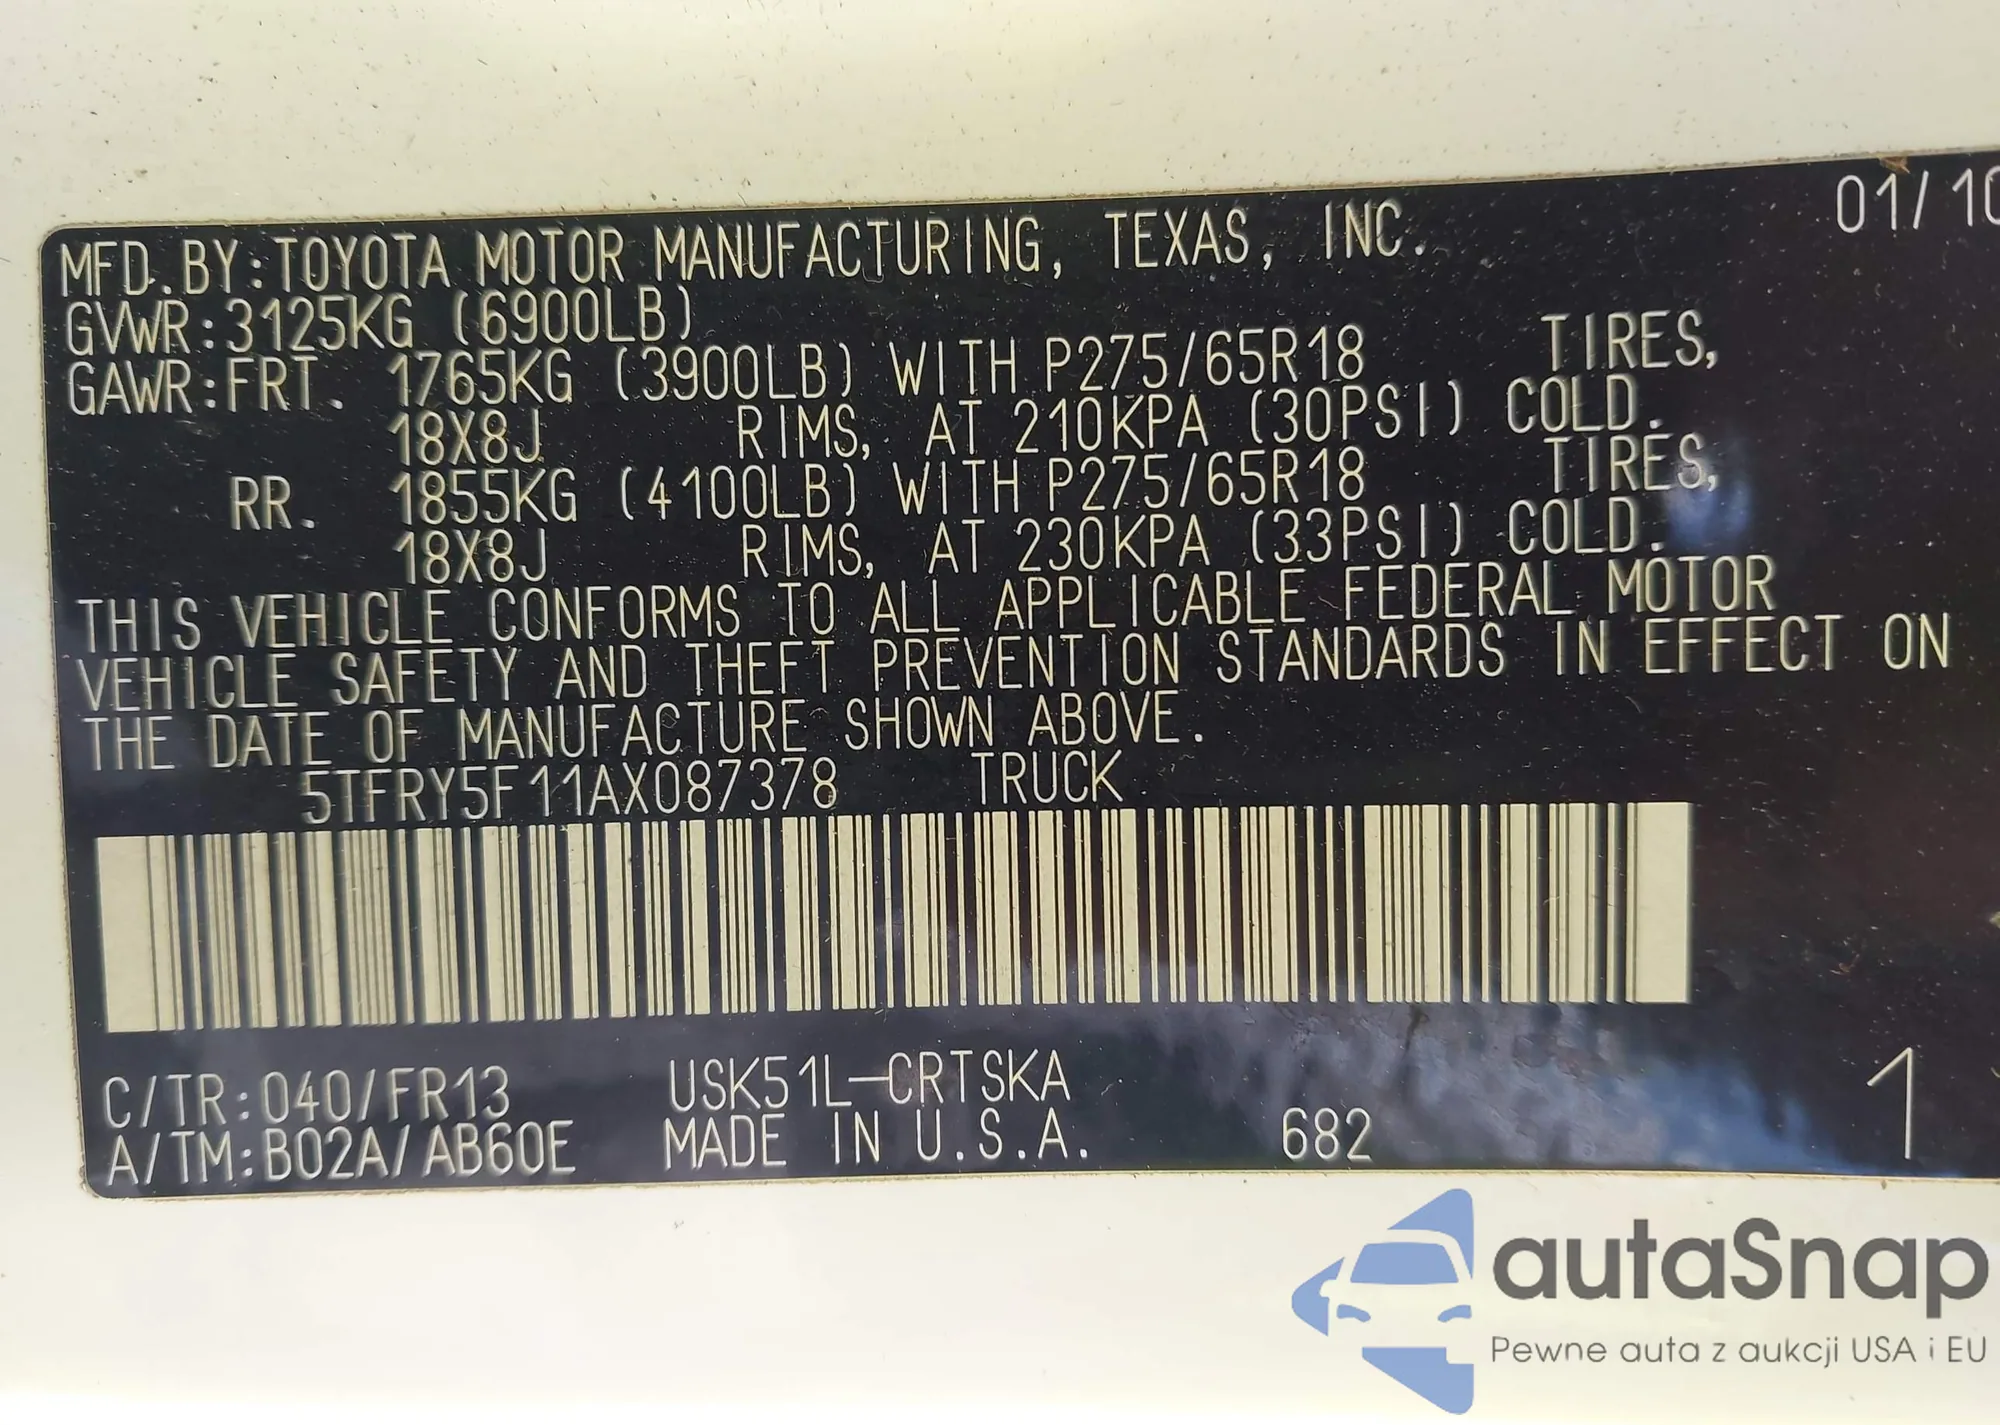 01/10
MFD. BY: TOYOTA MOTOR MANUFACTURING, TEXAS, INC.
GVWR: 3125KG (6900LB)
GAWR: FRT. 1765KG (3900LB) WITH P275/65R18 TIRES,
18X8J RIMS, AT 210KPA (30PSI) COLD.
RR. 1855KG (4100LB) WITH P275/65R18 TIRES,
18X8J RIMS, AT 230KPA (33PSI) COLD.
THIS VEHICLE CONFORMS TO ALL APPLICABLE FEDERAL MOTOR
VEHICLE SAFETY AND THEFT PREVENTION STANDARDS IN EFFECT ON
THE DATE OF MANUFACTURE SHOWN ABOVE.
5TFRY5F11AX087378 TRUCK
C/TR: 040/FR13 USK51L-CRTSKA
A/TM: B02A/AB60E MADE IN U.S.A. 682 1
autaSnap
Pewne auta z aukcji USA i EU